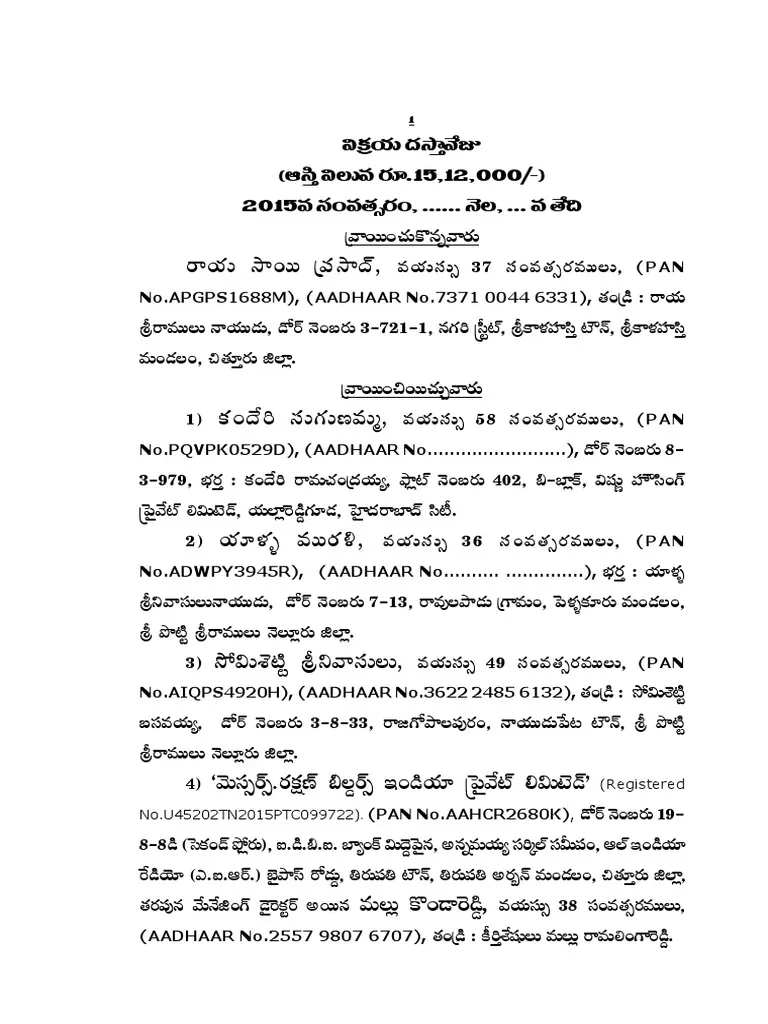 1
విక్రయ దస్తావేజు
(ఆస్తి విలువ రూ.15,12,000/-)
2015వ సంవత్సరం, ...... నెల, ... వ తేది
వ్రాయించుకొన్నవారు
రాయ సాయి ప్రసాద్, వయస్సు 37 సంవత్సరములు, (PAN
No.APGPS1688M), (AADHAAR No.7371 0044 6331), తండ్రి : రాయ
శ్రీరాములు నాయుడు, డోర్ నెంబరు 3-721-1, నగరి స్ట్రీట్, శ్రీకాళహస్తి టౌన్, శ్రీకాళహస్తి
మండలం, చిత్తూరు జిల్లా.
వ్రాయించియిచ్చువారు
1) కందేరి సుగుణమ్మ, వయస్సు 58 సంవత్సరములు, (PAN
No.PQVPK0529D), (AADHAAR No.........................), డోర్ నెంబరు 8-
3-979, భర్త : కందేరి రామచంద్రయ్య, ఫ్లాట్ నెంబరు 402, బి-బ్లాక్, విష్ణు హౌసింగ్
ప్రైవేట్ లిమిటెడ్, యల్లారెడ్డిగూడ, హైదరాబాద్ సిటీ.
2) యాళ్ళ మురళి, వయస్సు 36 సంవత్సరములు, (PAN
No.ADWPY3945R), (AADHAAR No.......... ..............), భర్త : యాళ్ళ
శ్రీనివాసులునాయుడు, డోర్ నెంబరు 7-13, రావులపాడు గ్రామం, పెళ్ళకూరు మండలం,
శ్రీ పొట్టి శ్రీరాములు నెల్లూరు జిల్లా.
3) సోమిశెట్టి శ్రీనివాసులు, వయస్సు 49 సంవత్సరములు, (PAN
No.AIQPS4920H), (AADHAAR No.3622 2485 6132), తండ్రి : సోమిశెట్టి
బసవయ్య, డోర్ నెంబరు 3-8-33, రాజగోపాలపురం, నాయుడుపేట టౌన్, శ్రీ పొట్టి
శ్రీరాములు నెల్లూరు జిల్లా.
4) 'మెస్సర్స్.రక్షణ్ బిల్డర్స్ ఇండియా ప్రైవేట్ లిమిటెడ్' (Registered
No.U45202TN2015PTC099722). (PAN No.AAHCR2680K), డోర్ నెంబరు 19-
8-8డి (సెకండ్ ఫ్లోరు), ఐ.డి.బి.ఐ. బ్యాంక్ మిద్దెపైన, అన్నమయ్య సర్కిల్ సమీపం, ఆల్ ఇండియా
రేడియో (ఎ.ఐ.ఆర్.) బైపాస్ రోడ్డు, తిరుపతి టౌన్, తిరుపతి అర్బన్ మండలం, చిత్తూరు జిల్లా,
తరపున మేనేజింగ్ డైరెక్టర్ అయిన మల్లు కొండారెడ్డి, వయస్సు 38 సంవత్సరములు,
(AADHAAR No.2557 9807 6707), తండ్రి : కీర్తిశేషులు మల్లు రామలింగారెడ్డి.